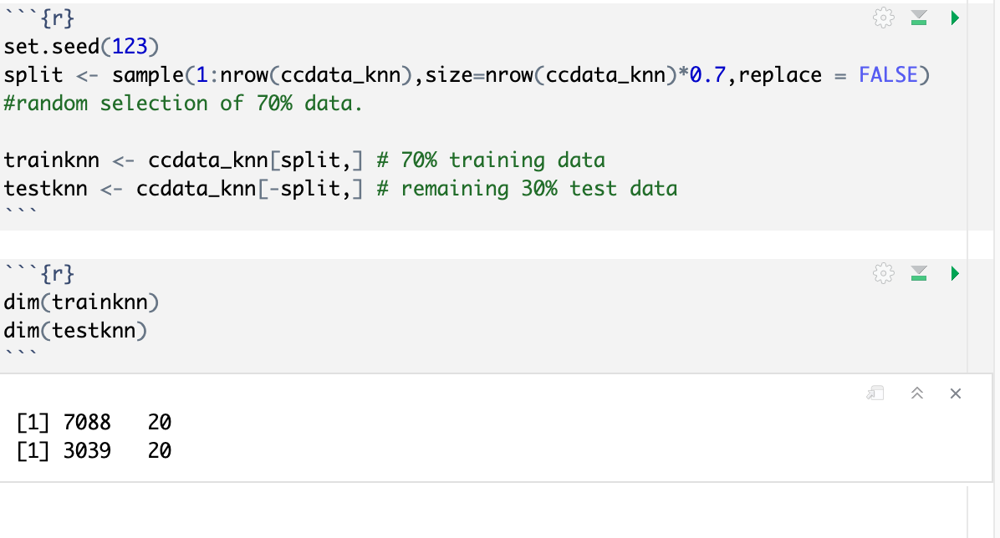 ```{r}
set.seed(123)
split <- sample(1:nrow(ccdata_knn),size=nrow(ccdata_knn)*0.7,replace = FALSE)
#random selection of 70% data.
trainknn <- ccdata_knn[split,] # 70% training data
testknn <- ccdata_knn[-split,] # remaining 30% test data
```
```{r}
dim(trainknn)
dim(testknn)
```
[1] 7088   20
[1] 3039   20